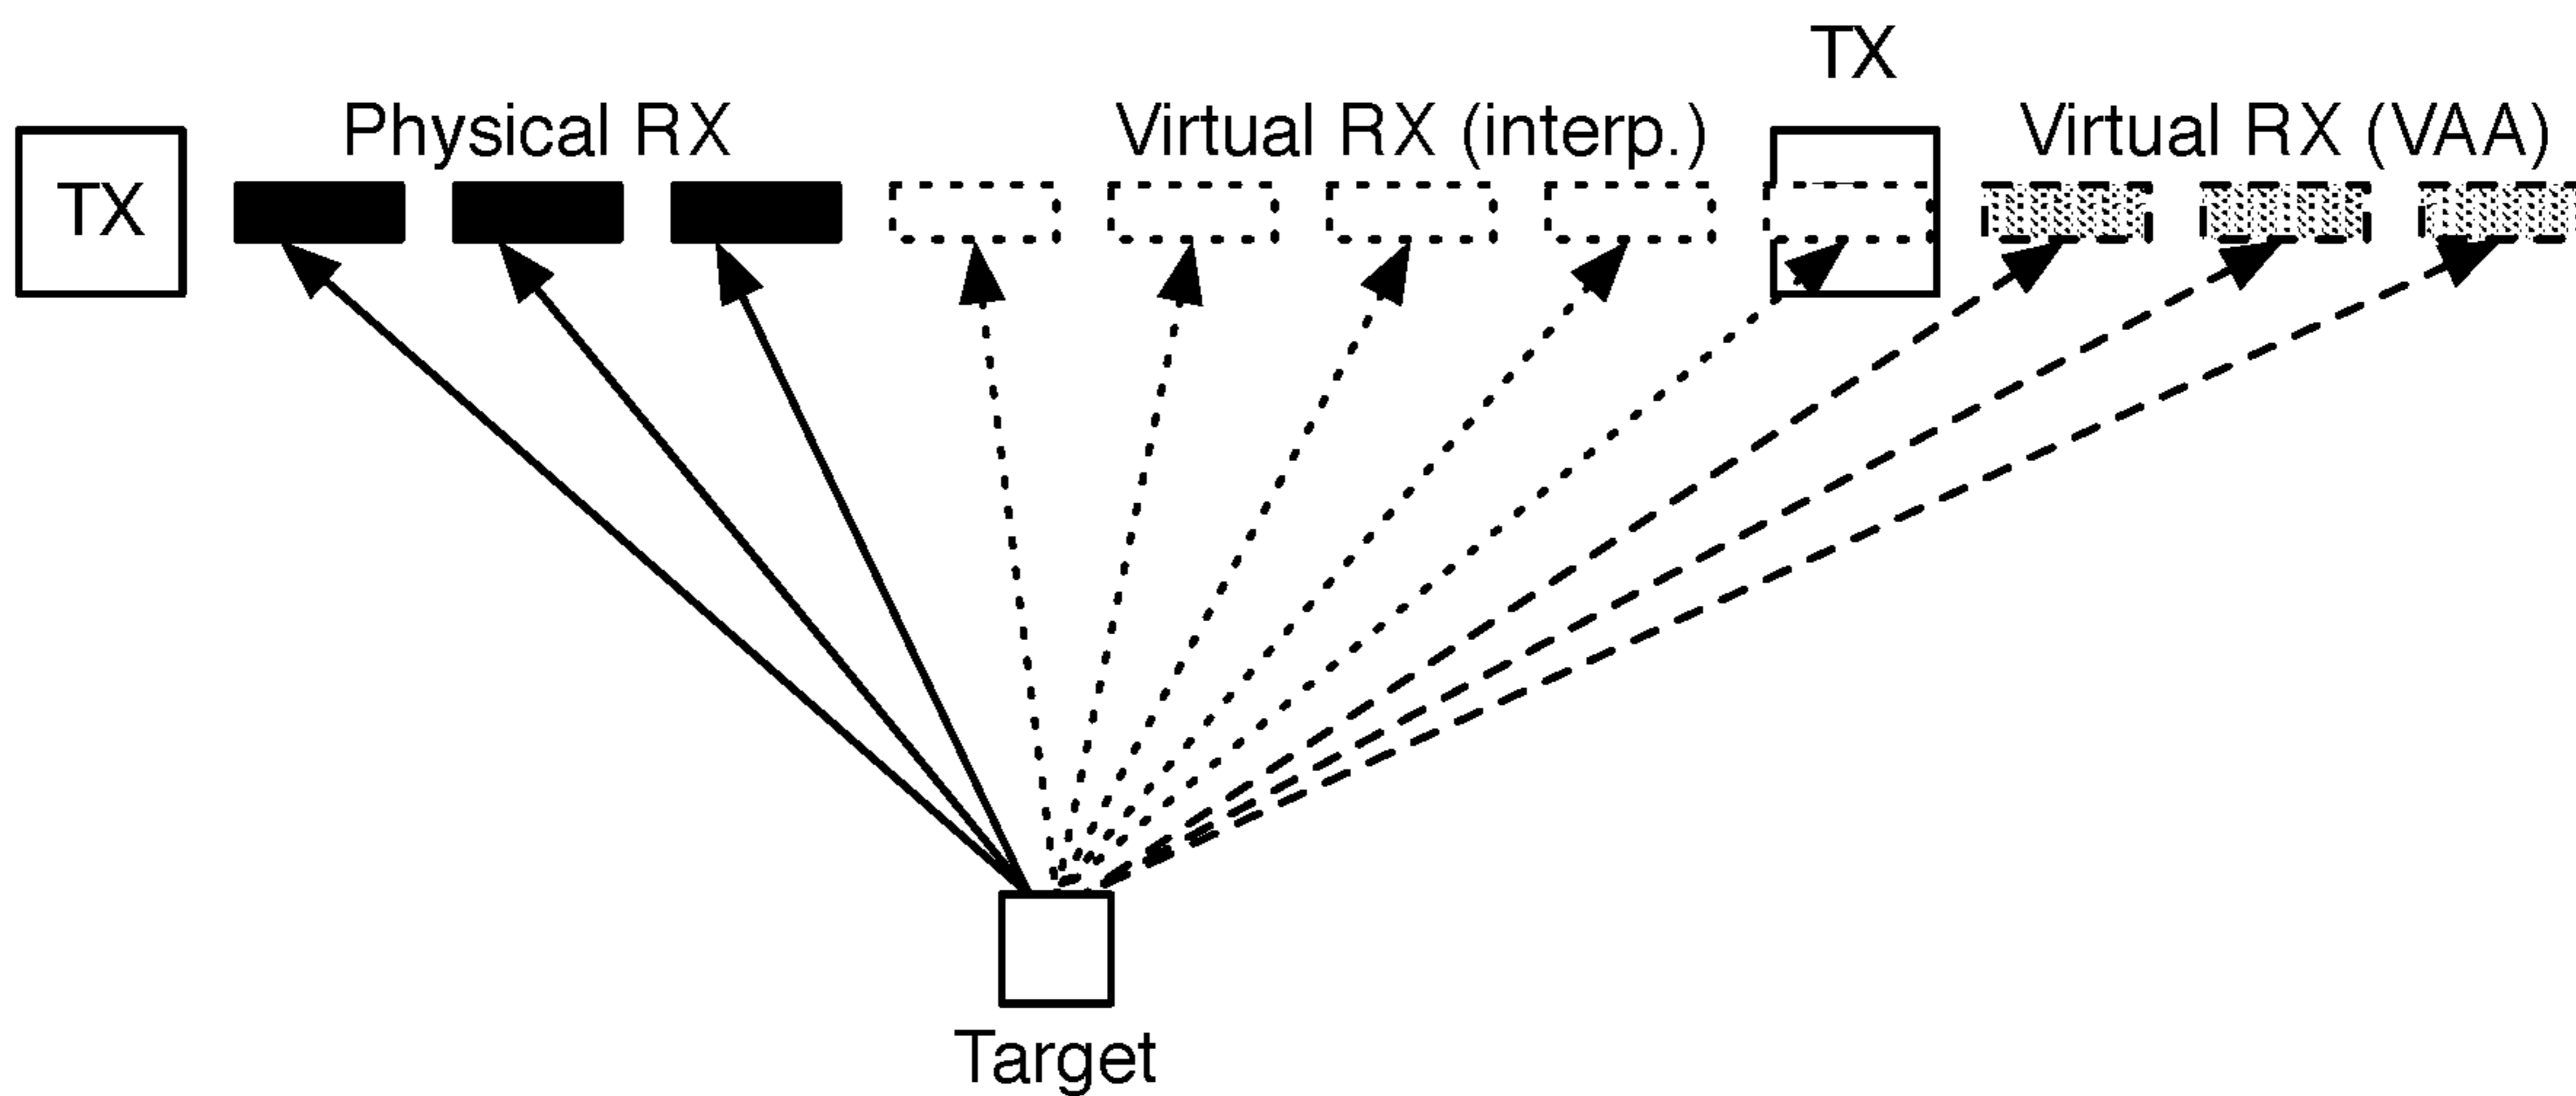 TX
Physical RX
Virtual RX (interp.)
TX
Virtual RX (VAA)
Target